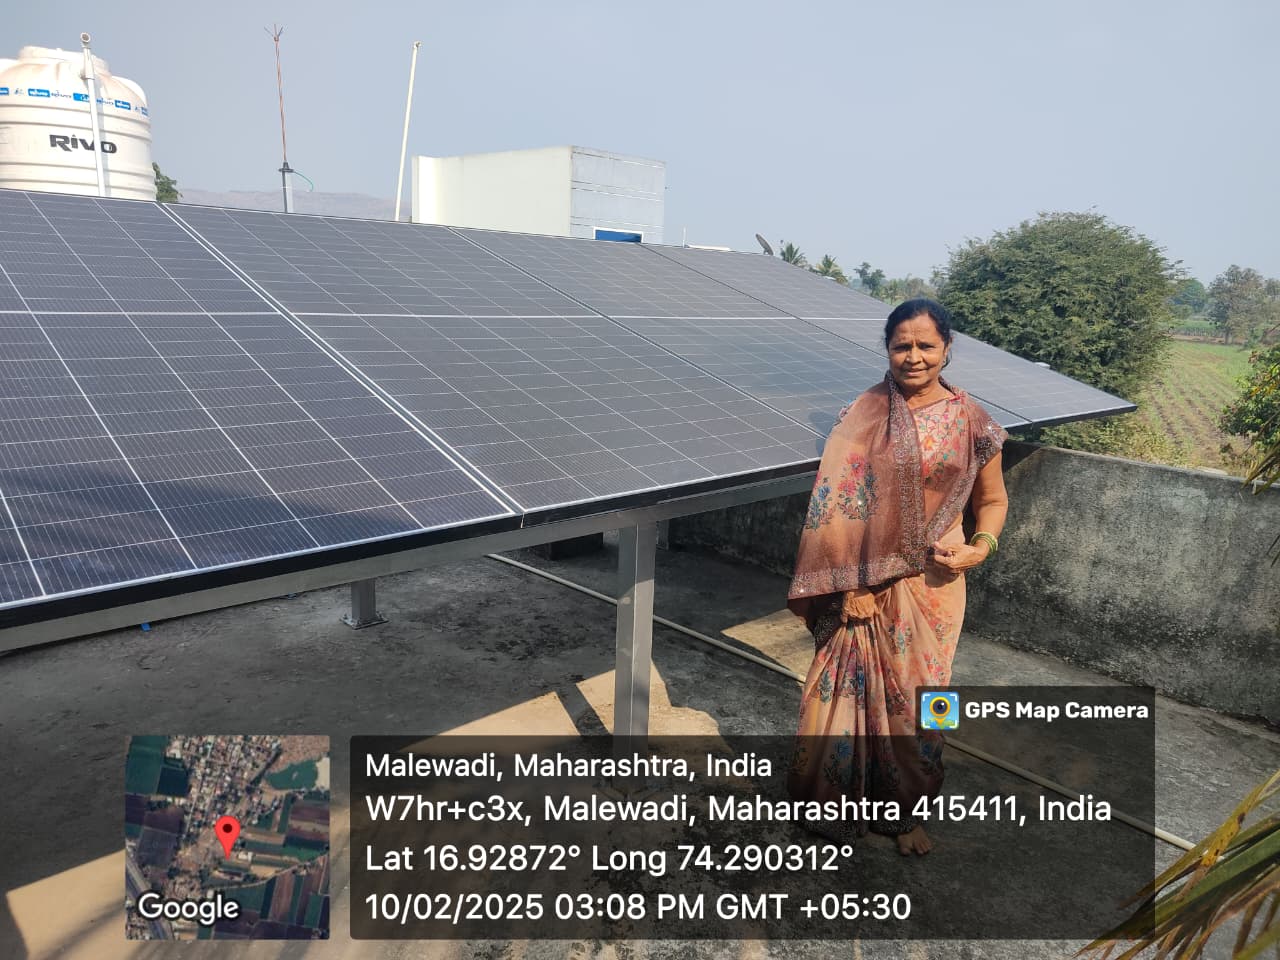 Rivo
GPS Map Camera
Malewadi, Maharashtra, India
W7hr+c3x, Malewadi, Maharashtra 415411, India
Lat 16.92872° Long 74.290312°
10/02/2025 03:08 PM GMT +05:30
Google